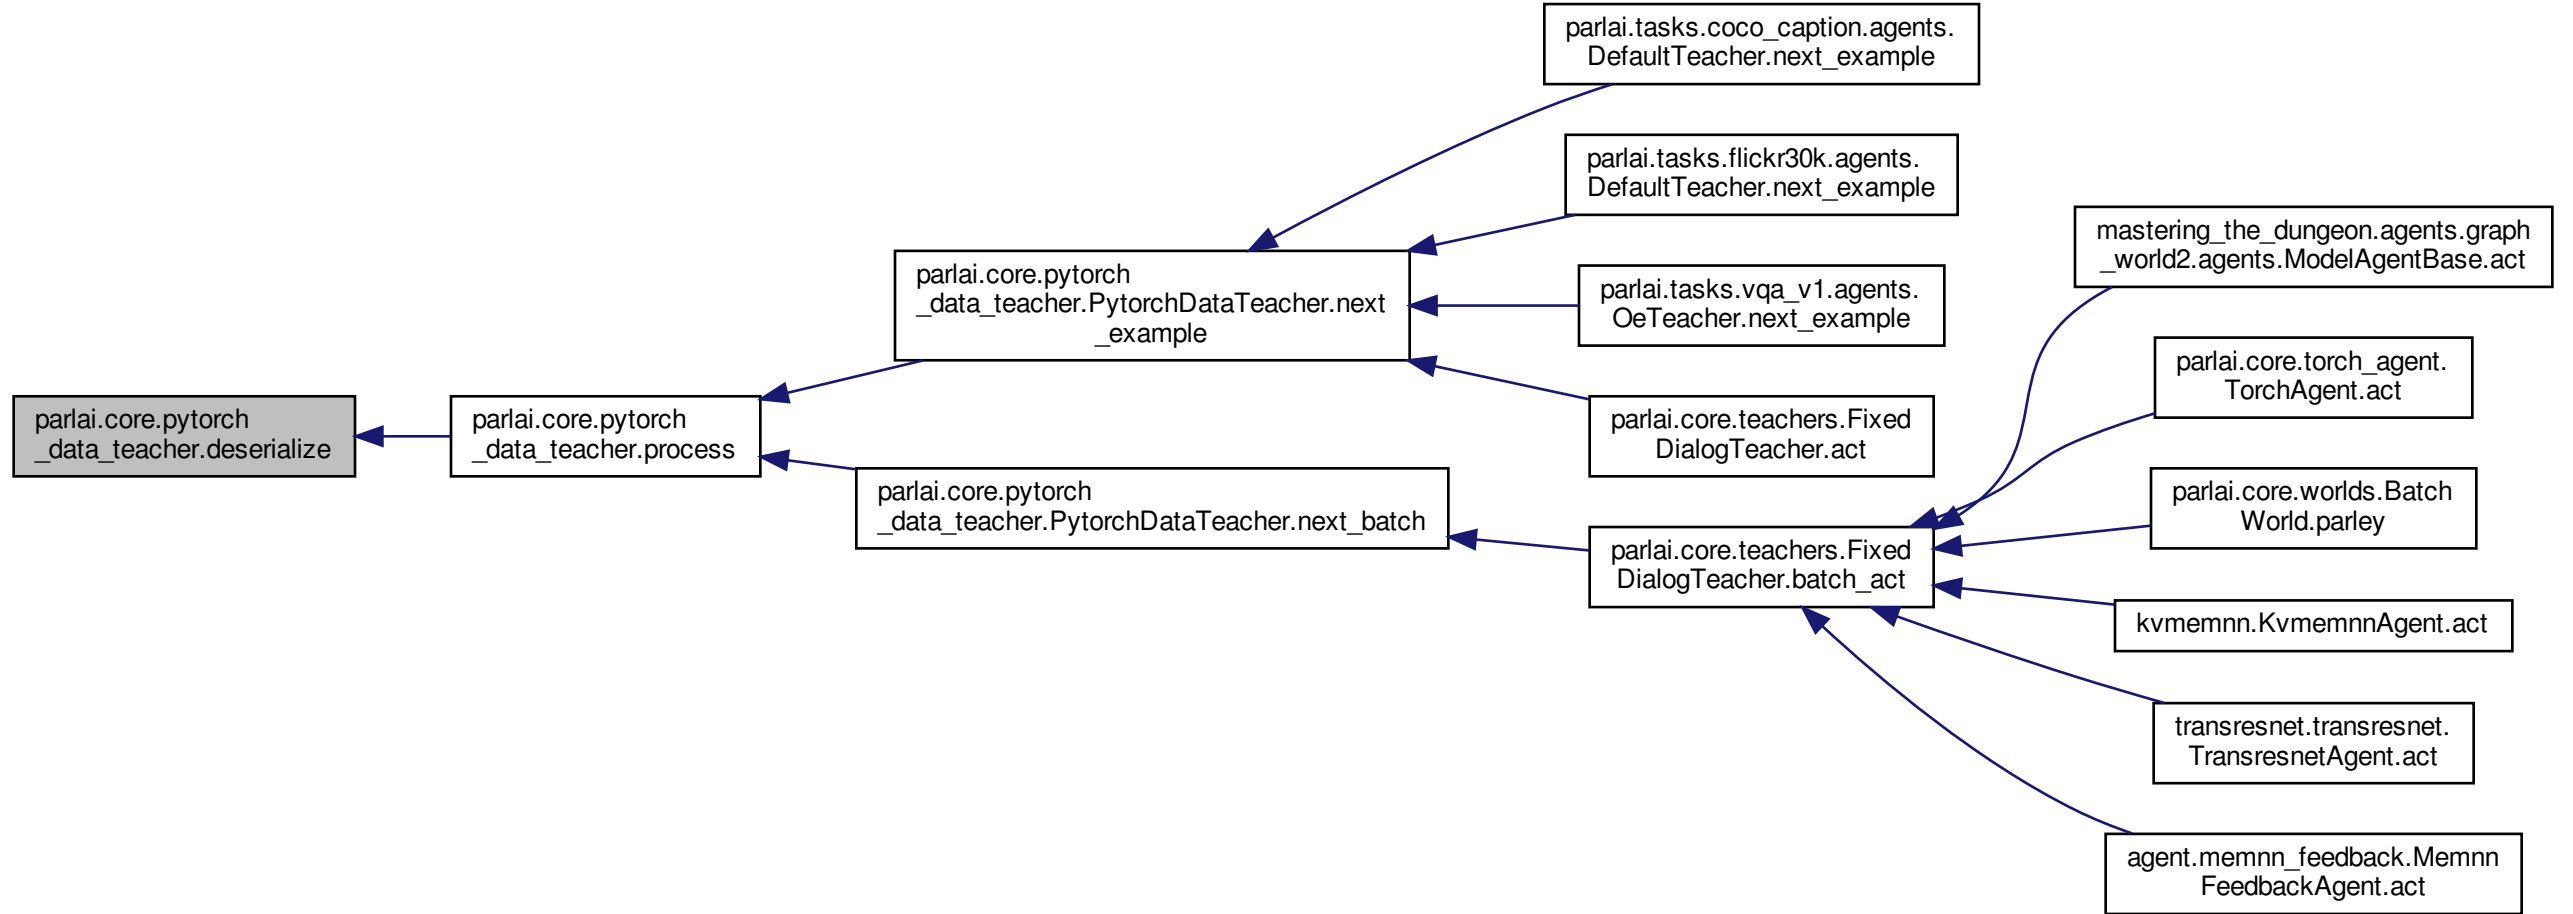 parlai.tasks.coco_caption.agents.
DefaultTeacher.next_example
parlai.tasks.flickr30k.agents.
DefaultTeacher.next_example
mastering_the_dungeon.agents.graph
_world2.agents.ModelAgentBase.act
parlai.core.pytorch
_data_teacher.PytorchDataTeacher.next
_example
parlai.tasks.vqa_v1.agents.
OeTeacher.next_example
parlai.core.torch_agent.
TorchAgent.act
parlai.core.pytorch
_data_teacher.deserialize
parlai.core.pytorch
_data_teacher.process
parlai.core.teachers.Fixed
DialogTeacher.act
parlai.core.pytorch
_data_teacher.PytorchDataTeacher.next_batch
parlai.core.worlds.Batch
World.parley
parlai.core.teachers.Fixed
DialogTeacher.batch_act
kvmemnn.KvmemnnAgent.act
transresnet.transresnet.
TransresnetAgent.act
agent.memnn_feedback.Memnn
FeedbackAgent.act